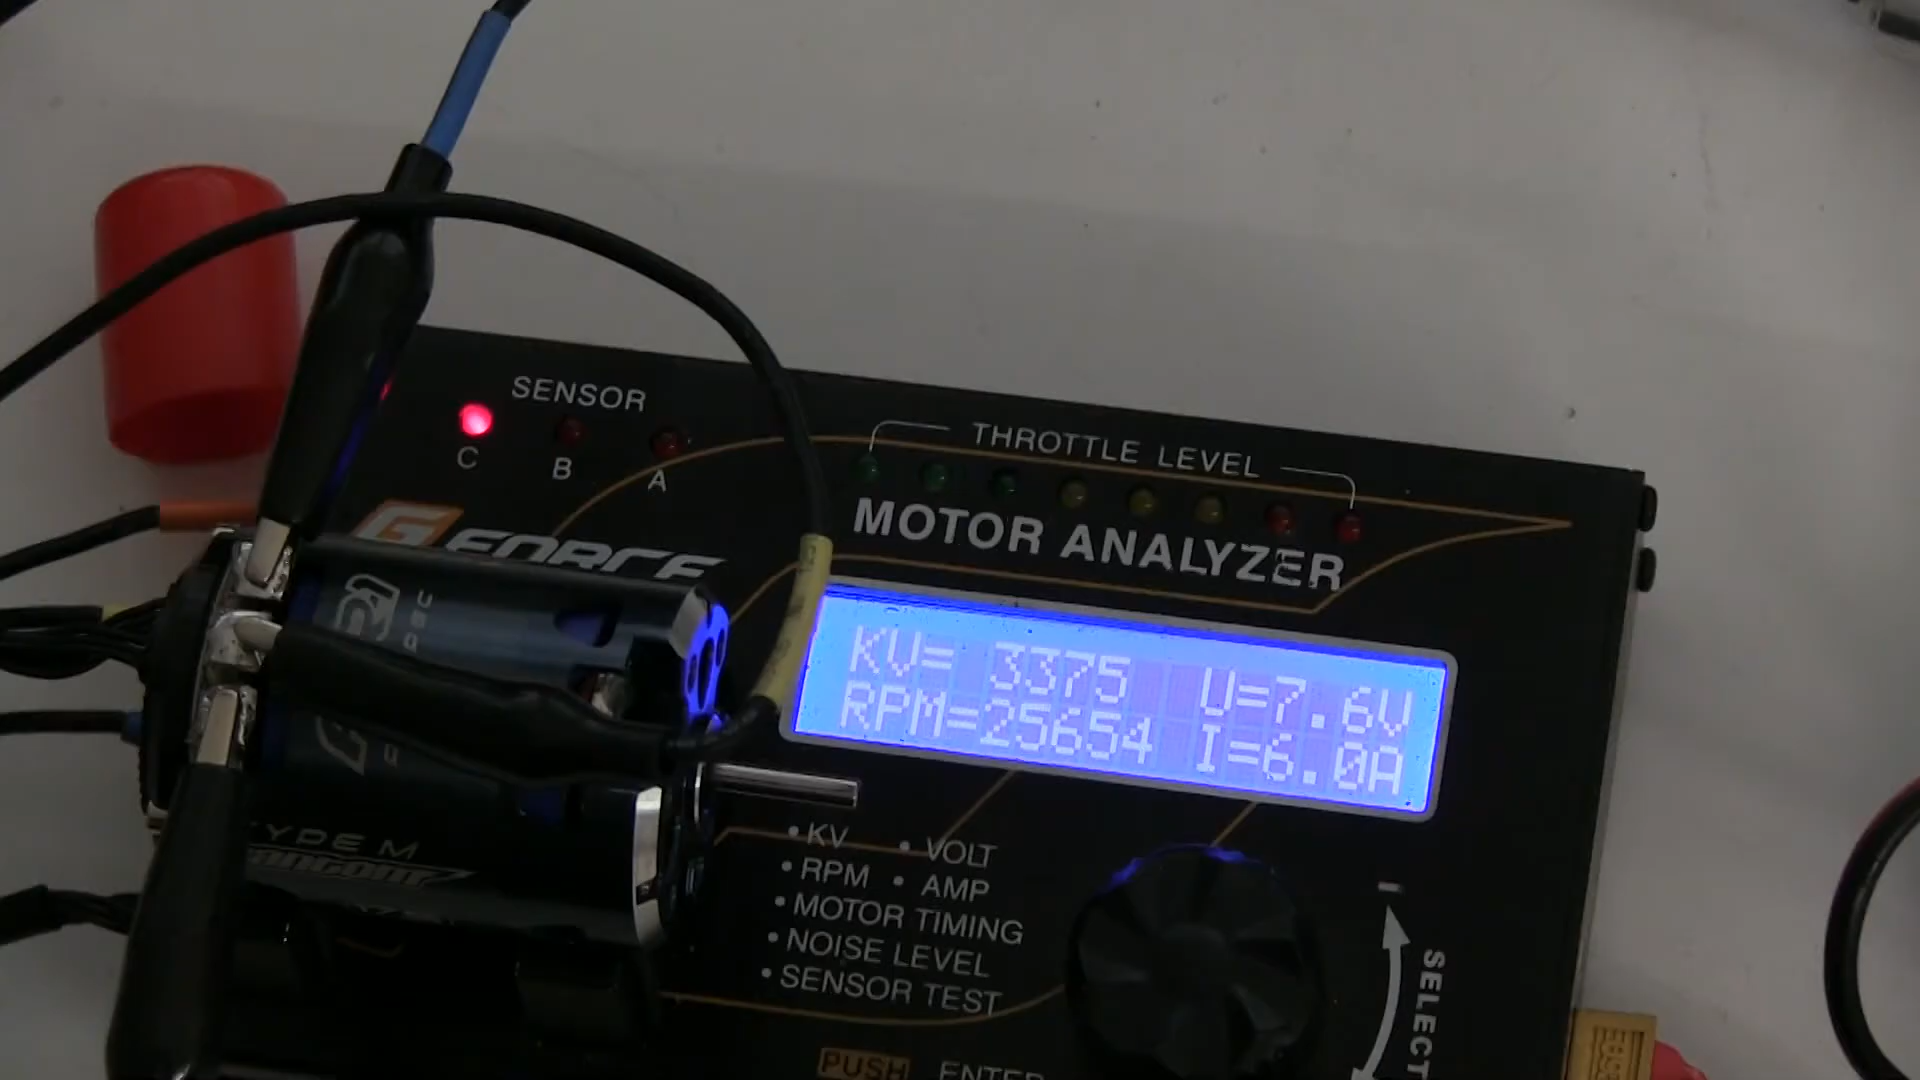 SENSOR
C B A
THROTTLE LEVEL
G FORCE
MOTOR ANALYZER
KV= 3375 U=7.6V
RPM=25654 I=6.0A
TYPE M
• KV • VOLT
• RPM • AMP
• MOTOR TIMING
• NOISE LEVEL
• SENSOR TEST
SELECT
PUSH ENTER